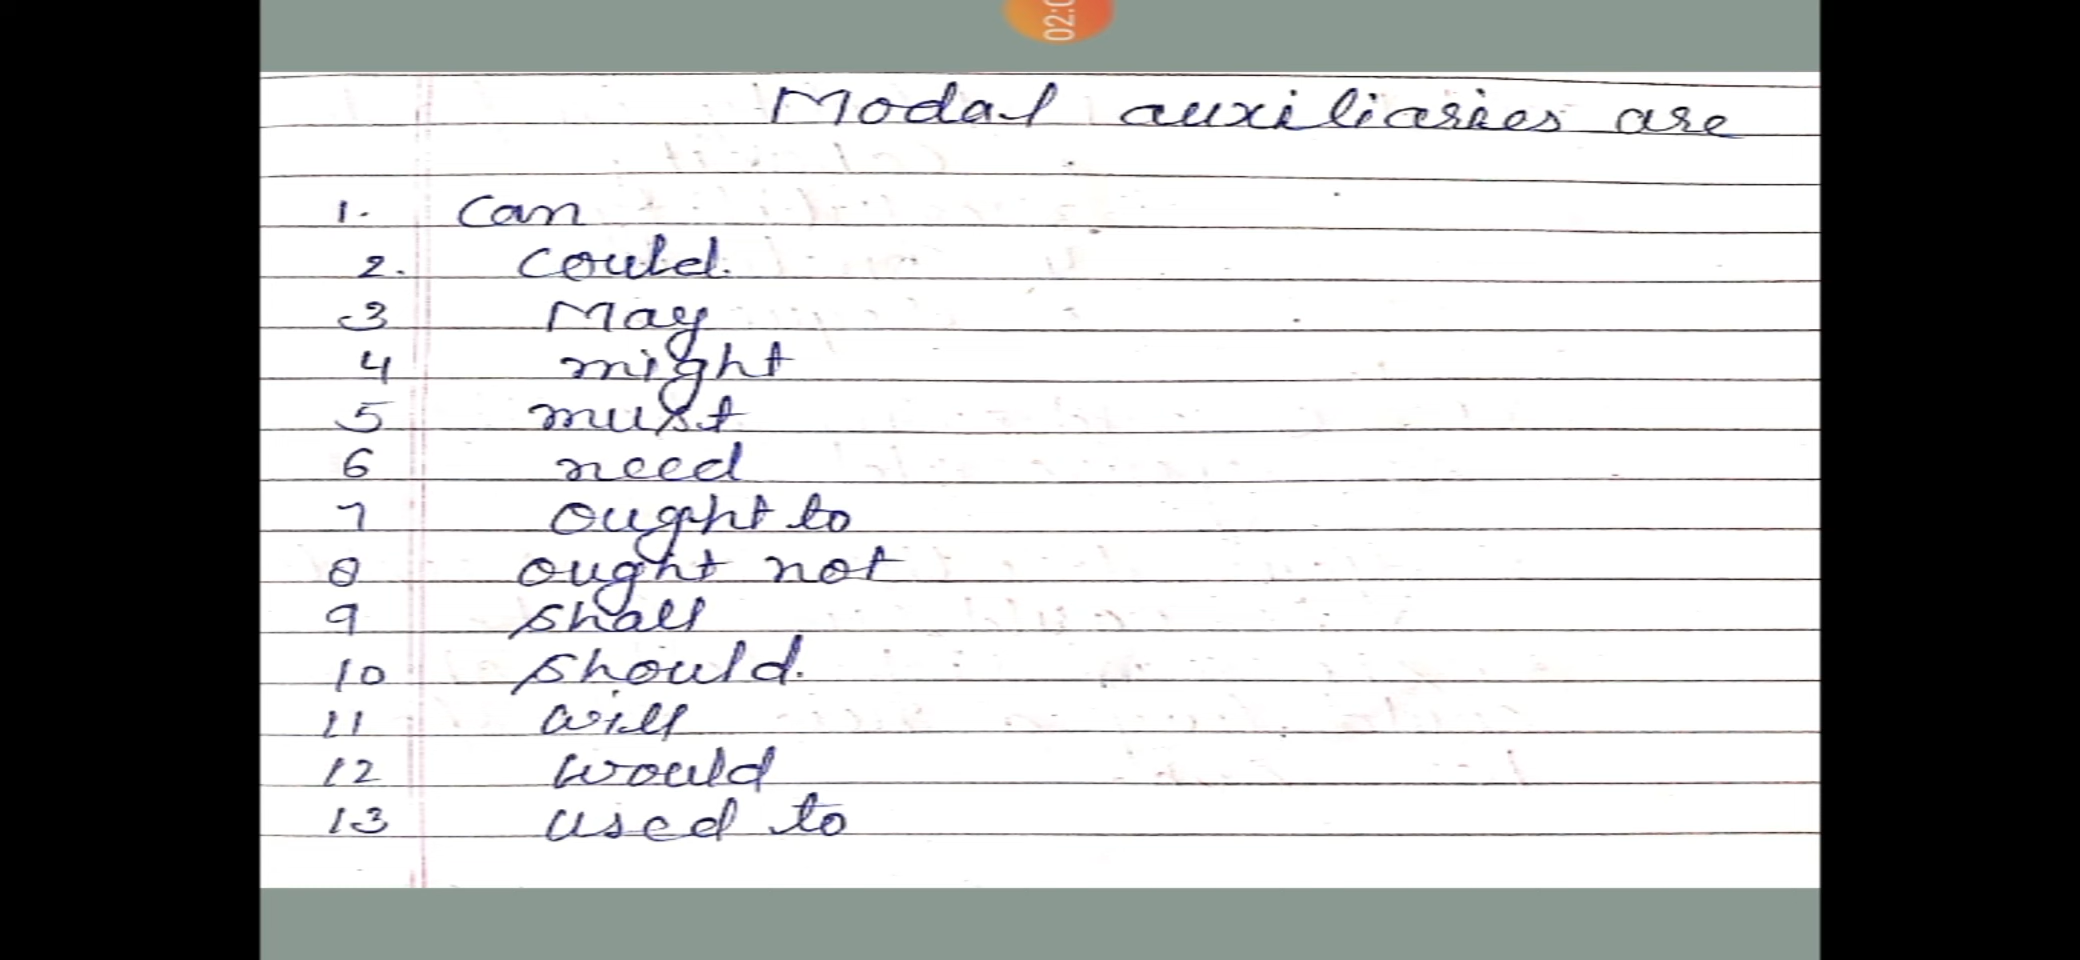 Modal auxiliaries are
1. Can
2. Could.
3 May
4 might
5 must
6 need
7 ought to
8 ought not
9 shall
10 should.
11 will
12 would
13 used to